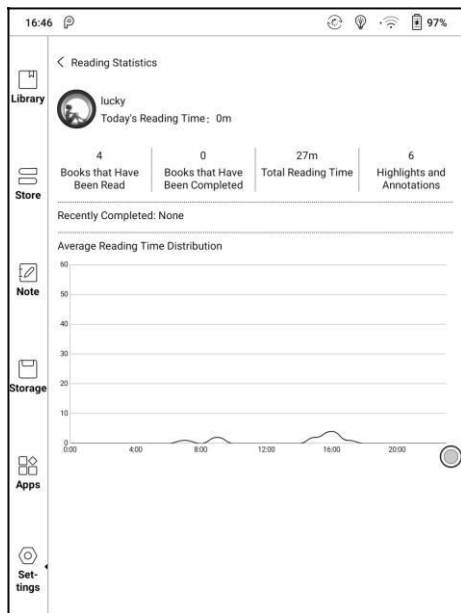 16:46
97%
Library
Store
Note
Storage
Apps
Set-
tings
Reading Statistics
lucky
Today's Reading Time: 0m
4
Books that Have
Been Read
0
Books that Have
Been Completed
27m
Total Reading Time
6
Highlights and
Annotations
Recently Completed: None
Average Reading Time Distribution
60
50
40
30
20
10
0
0:00 4:00 8:00 12:00 16:00 20:00